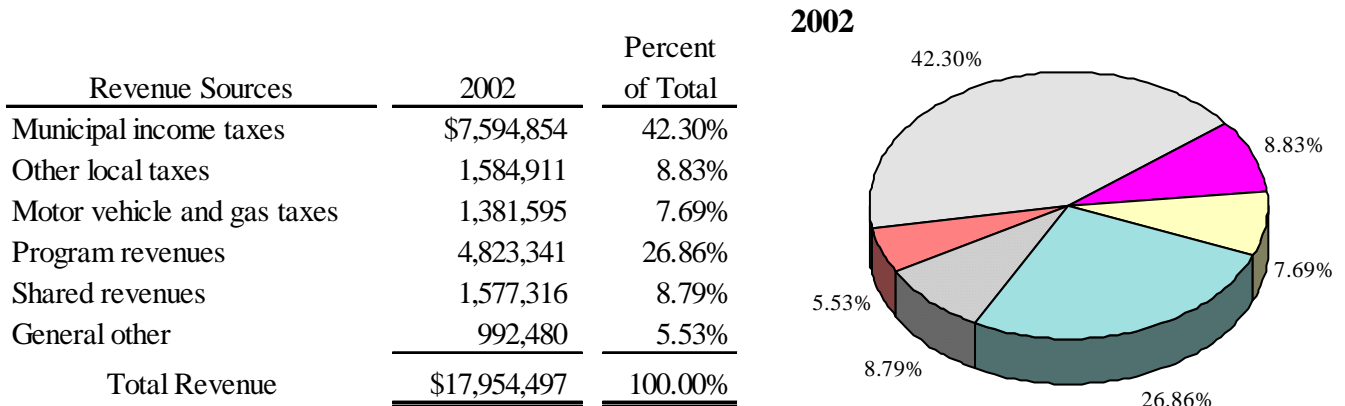 Percent
Revenue Sources 2002 of Total
Municipal income taxes $7,594,854 42.30%
Other local taxes 1,584,911 8.83%
Motor vehicle and gas taxes 1,381,595 7.69%
Program revenues 4,823,341 26.86%
Shared revenues 1,577,316 8.79%
General other 992,480 5.53%
Total Revenue $17,954,497 100.00%
2002
42.30%
8.83%
7.69%
5.53%
8.79%
26.86%